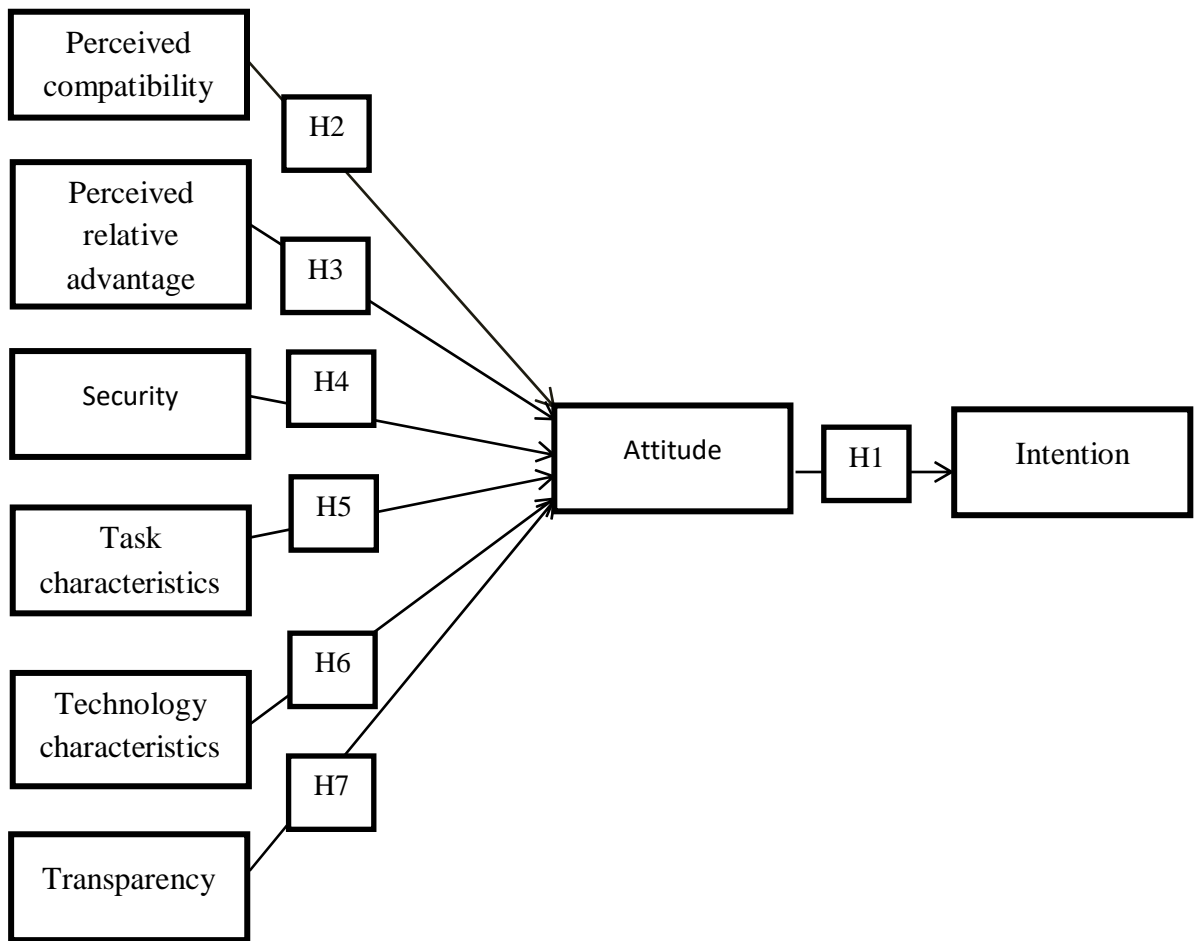 Perceived
compatibility
H2
Perceived
relative
advantage
H3
Security
H4
Task
characteristics
H5
Technology
characteristics
H6
Transparency
H7
Attitude
H1
Intention